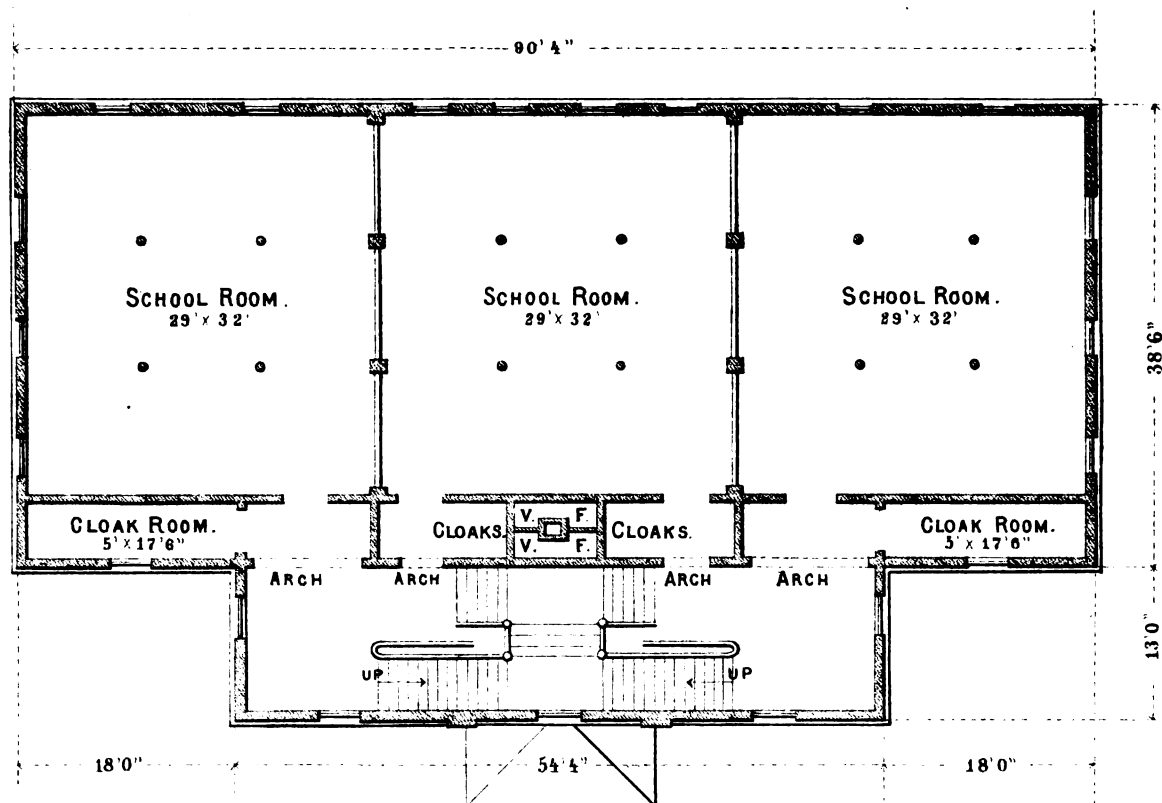 90'4"
SCHOOL ROOM.
29' x 32'
SCHOOL ROOM.
29' x 32'
SCHOOL ROOM.
29' x 32'
38'6"
CLOAK ROOM.
5' x 17'6"
CLOAKS.
V. F.
V. F.
CLOAKS.
CLOAK ROOM.
5' x 17'6"
ARCH
ARCH
ARCH
ARCH
13'0"
UP
UP
18'0"
54'4"
18'0"